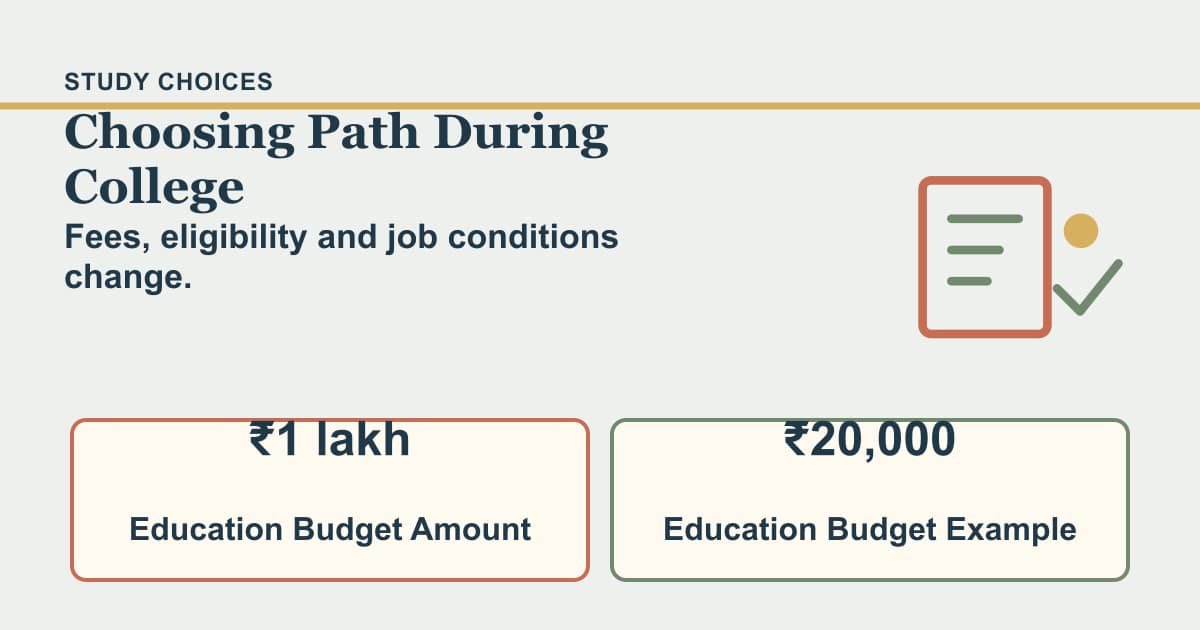 STUDY CHOICES
Choosing Path During
College
Fees, eligibility and job conditions
change.
₹1 lakh
Education Budget Amount
₹20,000
Education Budget Example